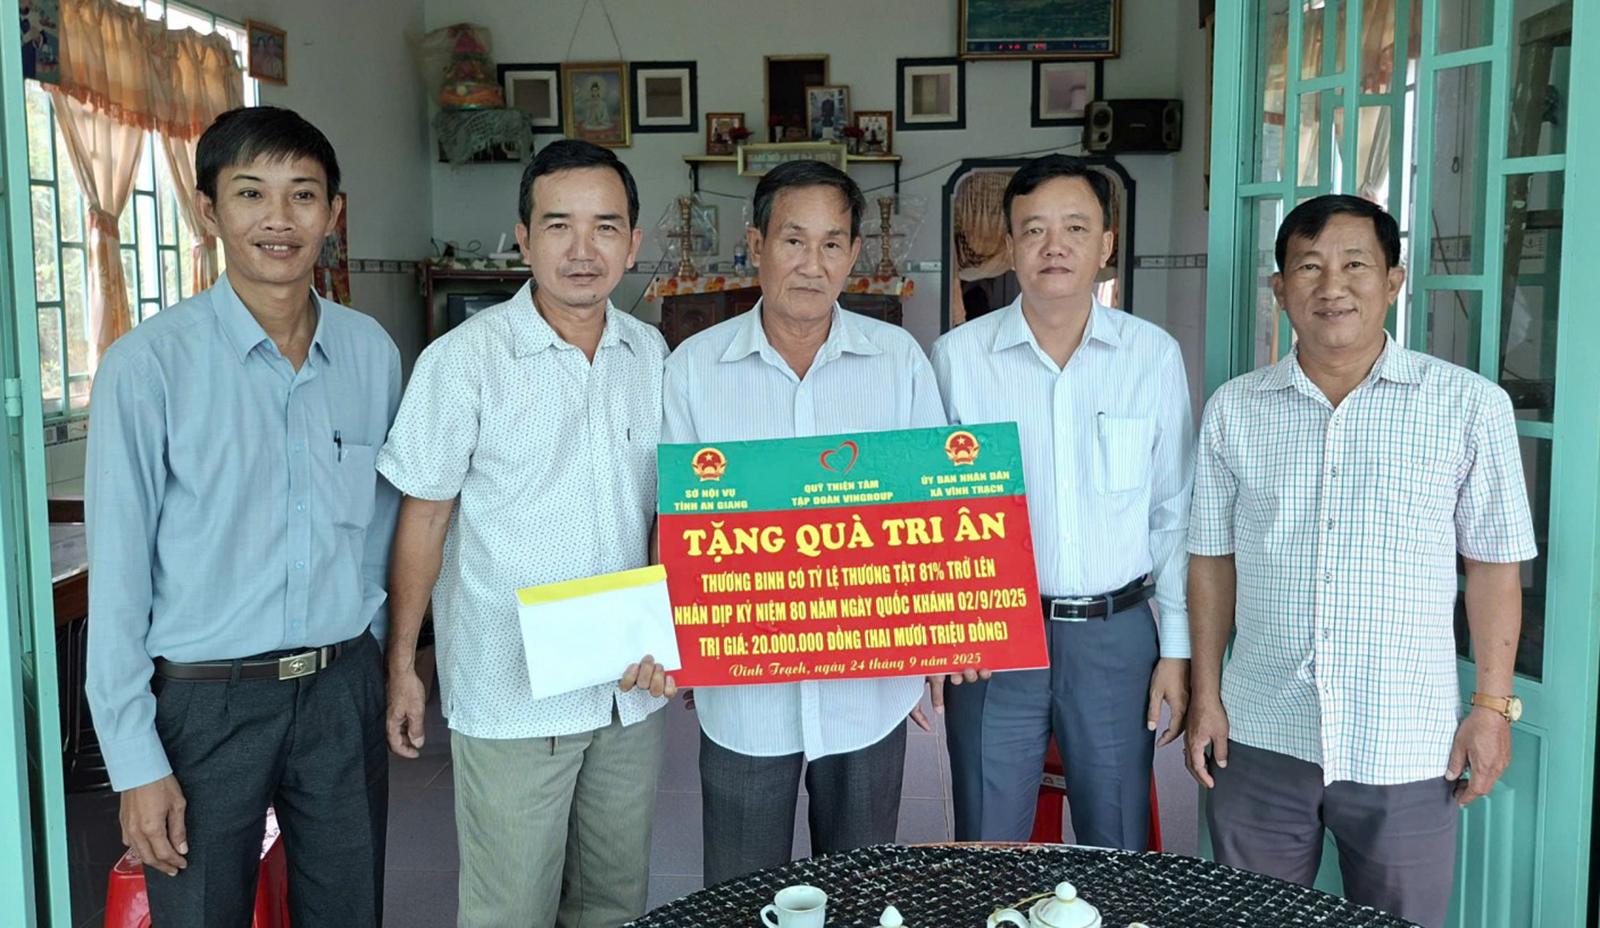 SỞ NỘI VỤ
TỈNH AN GIANG
QUỸ THIỆN TÂM
TẬP ĐOÀN VINGROUP
ỦY BAN NHÂN DÂN
XÃ VĨNH TRẠCH
TẶNG QUÀ TRI ÂN
THƯƠNG BINH CÓ TỶ LỆ THƯƠNG TẬT 81% TRỞ LÊN
NHÂN DỊP KỶ NIỆM 80 NĂM NGÀY QUỐC KHÁNH 02/9/2025
TRỊ GIÁ: 20.000.000 ĐỒNG (HAI MƯƠI TRIỆU ĐỒNG)
Vĩnh Trạch, ngày 24 tháng 9 năm 2025